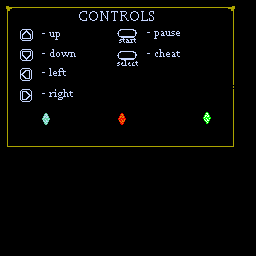 CONTROLS
- up
start - pause
- down
select - cheat
- left
- right